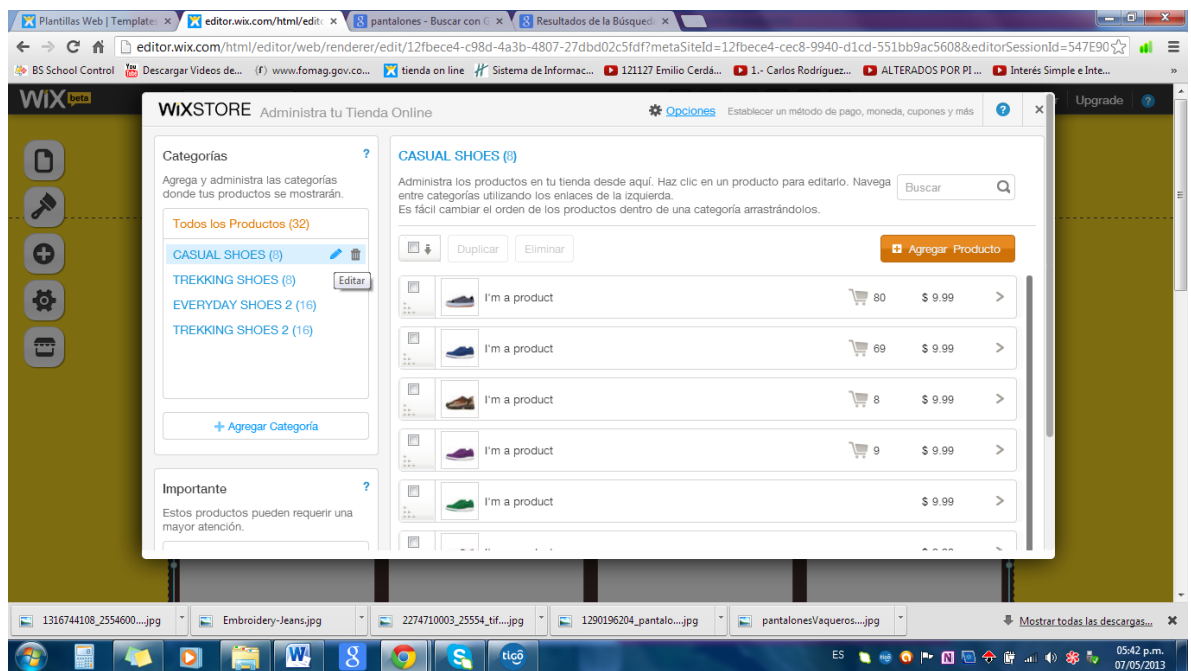 Plantillas Web | Templates
editor.wix.com/html/edito
pantalones - Buscar con G
Resultados de la Búsqued
editor.wix.com/html/editor/web/renderer/edit/12fbece4-c98d-4a3b-4807-27dbd02c5fdf?metaSiteId=12fbece4-cec8-9940-d1cd-551bb9ac5608&editorSessionId=547E90
BS School Control
Descargar Videos de...
(f) www.fomag.gov.co...
tienda on line
Sistema de Informac...
121127 Emilio Cerdá...
1.- Carlos Rodríguez...
ALTERADOS POR PI ...
Interés Simple e Inte...
»
WiX beta
Upgrade
?
WiXSTORE Administra tu Tienda Online
Opciones Establecer un método de pago, moneda, cupones y más
?
Categorías ?
Agrega y administra las categorías
donde tus productos se mostrarán.
Todos los Productos (32)
CASUAL SHOES (8)
TREKKING SHOES (8)
Editar
EVERYDAY SHOES 2 (16)
TREKKING SHOES 2 (16)
+ Agregar Categoría
Importante ?
Estos productos pueden requerir una
mayor atención.
CASUAL SHOES (8)
Administra los productos en tu tienda desde aquí. Haz clic en un producto para editarlo. Navega
entre categorías utilizando los enlaces de la izquierda.
Es fácil cambiar el orden de los productos dentro de una categoría arrastrándolos.
Buscar
Duplicar
Eliminar
Agregar Producto
I'm a product 80 $ 9.99 >
I'm a product 69 $ 9.99 >
I'm a product 8 $ 9.99 >
I'm a product 9 $ 9.99 >
I'm a product $ 9.99 >
1316744108_2554600....jpg
Embroidery-Jeans.jpg
2274710003_25554_tif....jpg
1290196204_pantalo....jpg
pantalonesVaqueros....jpg
Mostrar todas las descargas...
W
8
S
tigo
ES
N
05:42 p.m.
07/05/2013